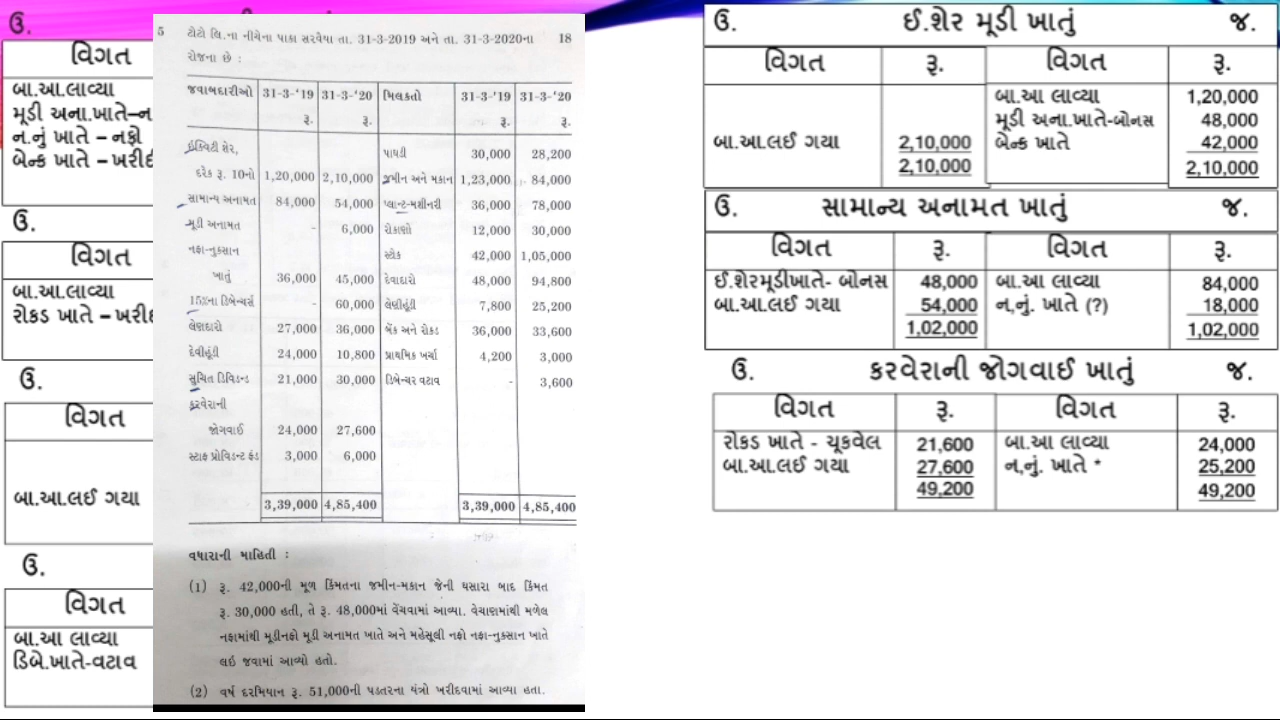 ઉ.
વિગત
બા.આ.લાવ્યા
મૂડી અના.ખાતે–ન
ન.નું ખાતે – નફો
બેન્ક ખાતે – ખરીદ
ઉ.
વિગત
બા.આ.લાવ્યા
રોકડ ખાતે – ખરીદ
ઉ.
વિગત
બા.આ.લઈ ગયા
ઉ.
વિગત
બા.આ લાવ્યા
ડિબે.ખાતે-વટાવ
5 ટોટો લિ.ના નીચેના પાકા સરવૈયા તા. 31-3-2019 અને તા. 31-3-2020ના 18
રોજના છે :
જવાબદારીઓ 31-3-'19 31-3-'20 મિલકતો 31-3-'19 31-3-'20
રૂ. રૂ. રૂ. રૂ.
ઇક્વિટી શેર, પાઘડી 30,000 28,200
દરેક રૂ. 10નો 1,20,000 2,10,000 જમીન અને મકાન 1,23,000 84,000
સામાન્ય અનામત 84,000 54,000 પ્લાન્ટ-મશીનરી 36,000 78,000
મૂડી અનામત - 6,000 રોકાણો 12,000 30,000
નફા-નુકસાન સ્ટોક 42,000 1,05,000
ખાતું 36,000 45,000 દેવાદારો 48,000 94,800
15%ના ડિબેન્ચર્સ - 60,000 લેણીહૂંડી 7,800 25,200
લેણદારો 27,000 36,000 બેંક અને રોકડ 36,000 33,600
દેવીહૂંડી 24,000 10,800 પ્રાથમિક ખર્ચા 4,200 3,000
સુચિત ડિવિડન્ડ 21,000 30,000 ડિબેન્ચર વટાવ - 3,600
કરવેરાની
જોગવાઈ 24,000 27,600
સ્ટાફ પ્રોવિડન્ટ ફંડ 3,000 6,000
3,39,000 4,85,400 3,39,000 4,85,400
વધારાની માહિતી :
(1) રૂ. 42,000ની મૂળ કિંમતના જમીન-મકાન જેની ઘસારા બાદ કિંમત
રૂ. 30,000 હતી, તે રૂ. 48,000માં વેંચવામાં આવ્યા. વેચાણમાંથી મળેલ
નફામાંથી મૂડીનફો મૂડી અનામત ખાતે અને મહેસૂલી નફો નફા-નુકસાન ખાતે
લઇ જવામાં આવ્યો હતો.
(2) વર્ષ દરમિયાન રૂ. 51,000ની પડતરના યંત્રો ખરીદવામાં આવ્યા હતા.
ઉ. ઈ.શેર મૂડી ખાતું જ.
વિગત રૂ. વિગત રૂ.
બા.આ લાવ્યા 1,20,000
મૂડી અના.ખાતે-બોનસ 48,000
બા.આ.લઈ ગયા 2,10,000 બેન્ક ખાતે 42,000
2,10,000 2,10,000
ઉ. સામાન્ય અનામત ખાતું જ.
વિગત રૂ. વિગત રૂ.
ઈ.શેરમૂડીખાતે- બોનસ 48,000 બા.આ લાવ્યા 84,000
બા.આ.લઈ ગયા 54,000 ન,નું. ખાતે (?) 18,000
1,02,000 1,02,000
ઉ. કરવેરાની જોગવાઈ ખાતું જ.
વિગત રૂ. વિગત રૂ.
રોકડ ખાતે - ચૂકવેલ 21,600 બા.આ લાવ્યા 24,000
બા.આ.લઈ ગયા 27,600 ન,નું. ખાતે * 25,200
49,200 49,200